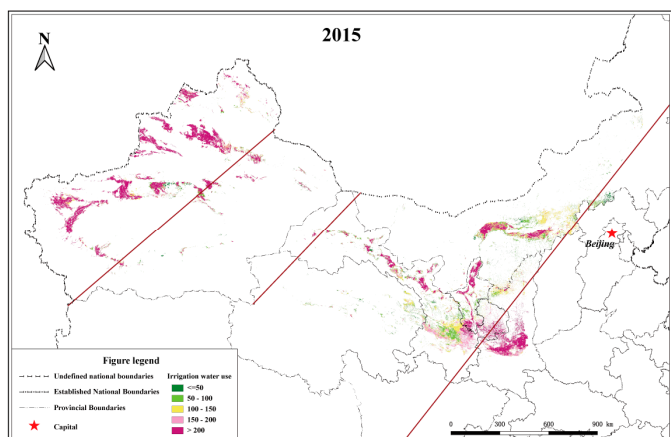 2015
N
Beijing
Figure legend
Undefined national boundaries
Established National Boundaries
Provincial Boundaries
Capital
Irrigation water use
<=50
50 - 100
100 - 150
150 - 200
> 200
0 300 600 900 km